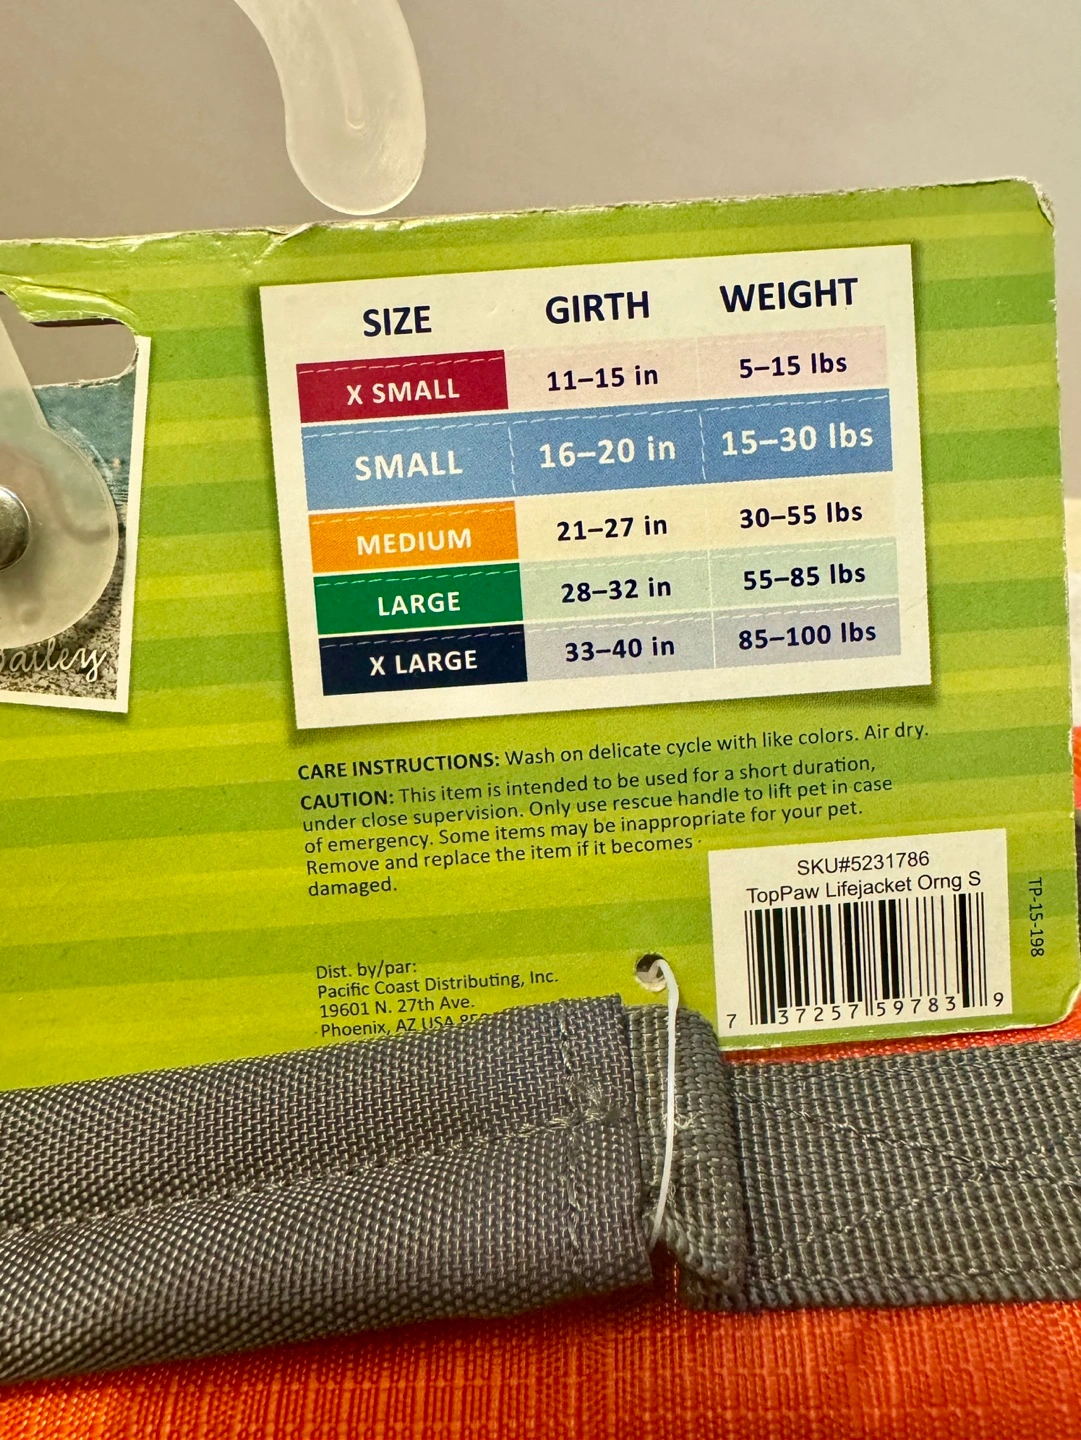 SIZE GIRTH WEIGHT
X SMALL 11–15 in 5–15 lbs
SMALL 16–20 in 15–30 lbs
MEDIUM 21–27 in 30–55 lbs
LARGE 28–32 in 55–85 lbs
X LARGE 33–40 in 85–100 lbs
CARE INSTRUCTIONS: Wash on delicate cycle with like colors. Air dry.
CAUTION: This item is intended to be used for a short duration,
under close supervision. Only use rescue handle to lift pet in case
of emergency. Some items may be inappropriate for your pet.
Remove and replace the item if it becomes
damaged.
SKU#5231786
TopPaw Lifejacket Orng S
7 37257 59783 9
TP-15-198
Dist. by/par:
Pacific Coast Distributing, Inc.
19601 N. 27th Ave.
Phoenix, AZ USA